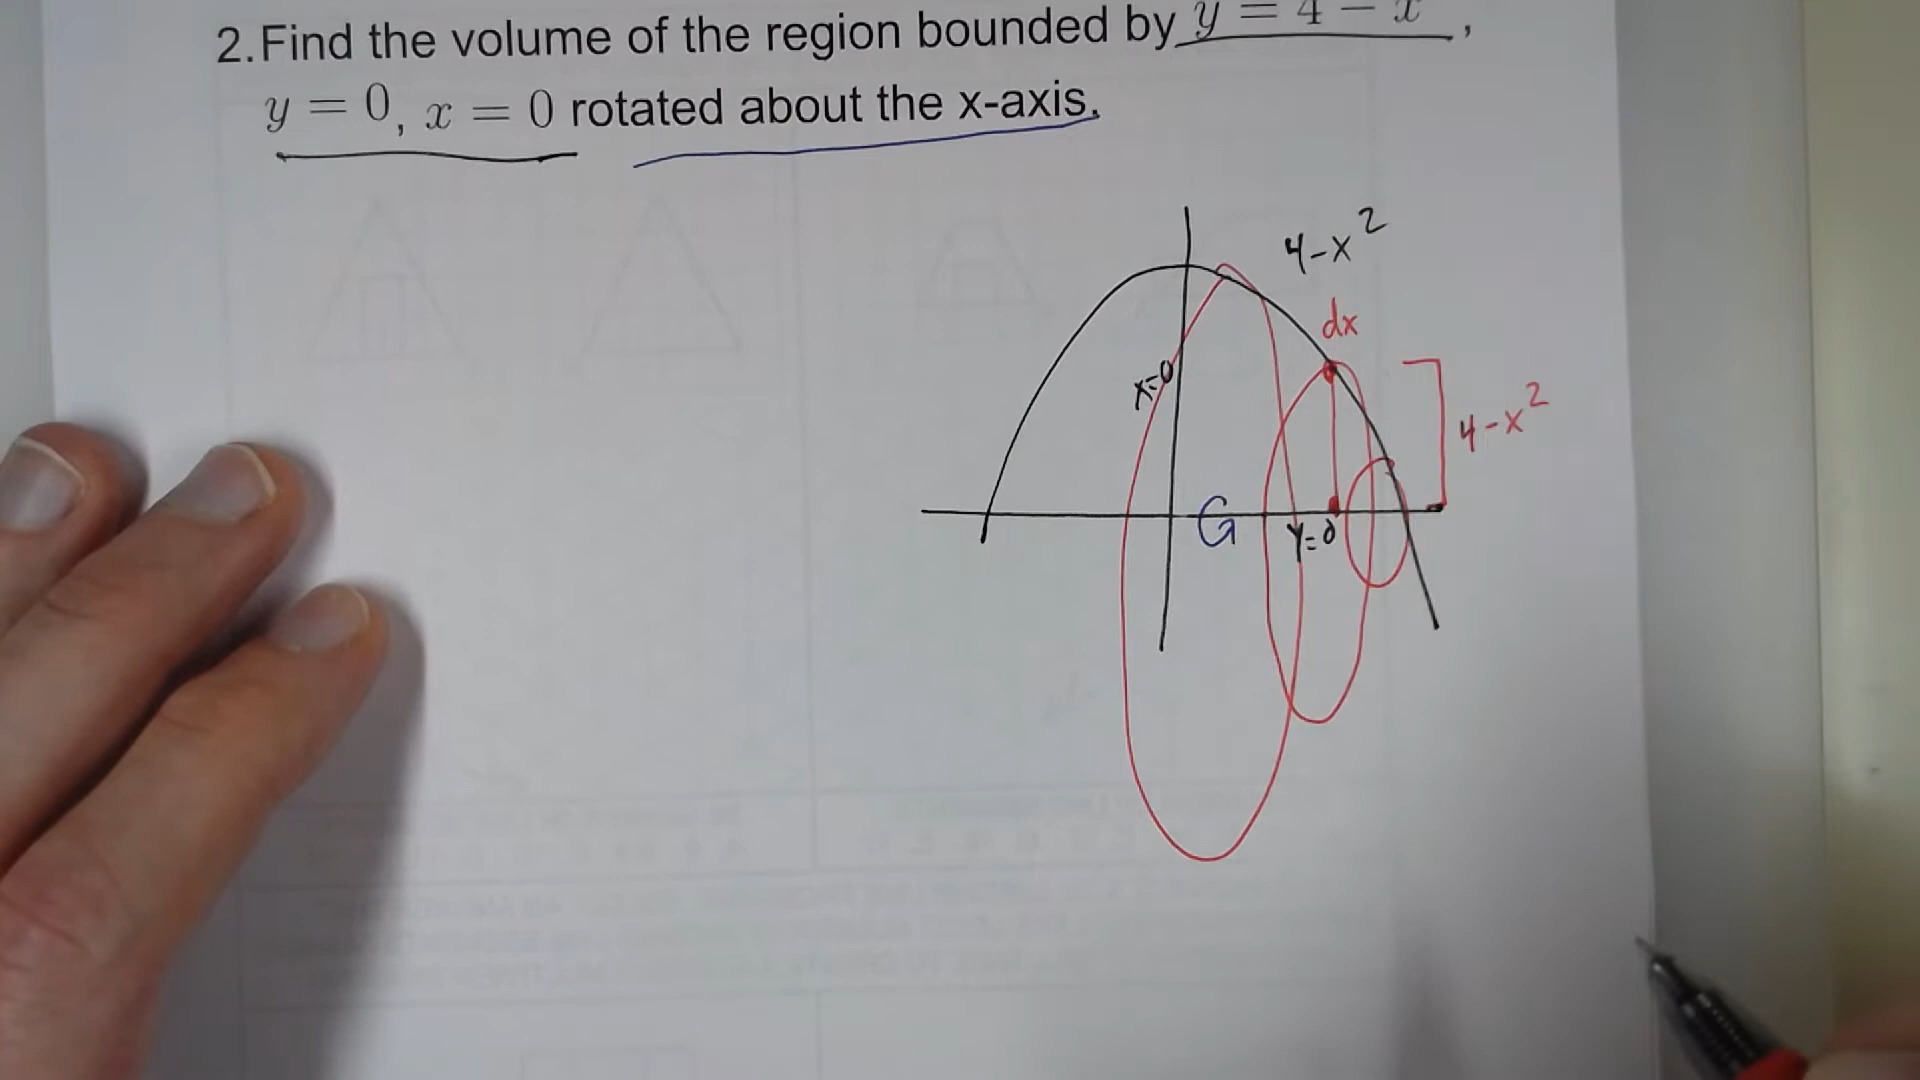 2. Find the volume of the region bounded by y = 4 − x,
y = 0, x = 0 rotated about the x-axis.
4-x²
dx
x=0
4-x²
G
y=0